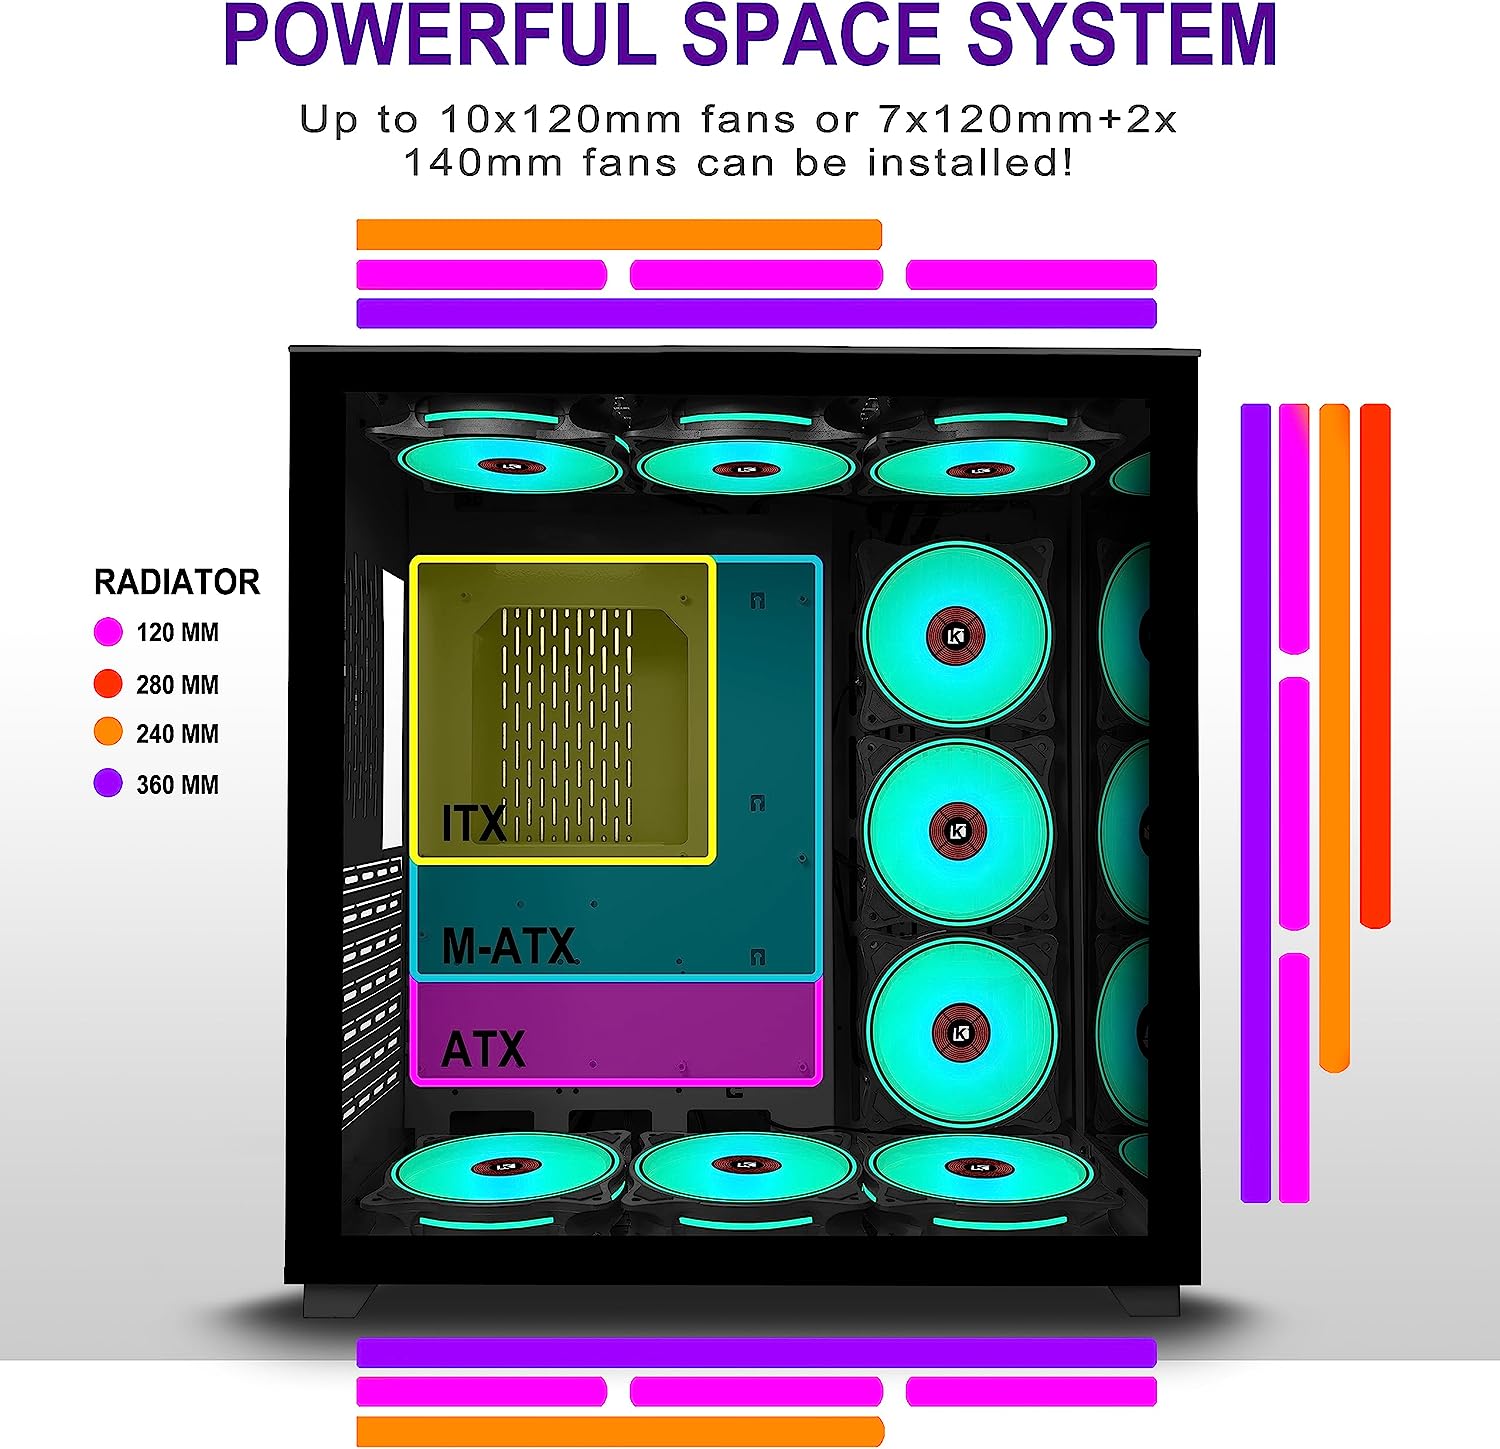 POWERFUL SPACE SYSTEM
Up to 10x120mm fans or 7x120mm+2x
140mm fans can be installed!
RADIATOR
120 MM
280 MM
240 MM
360 MM
ITX
M-ATX
ATX